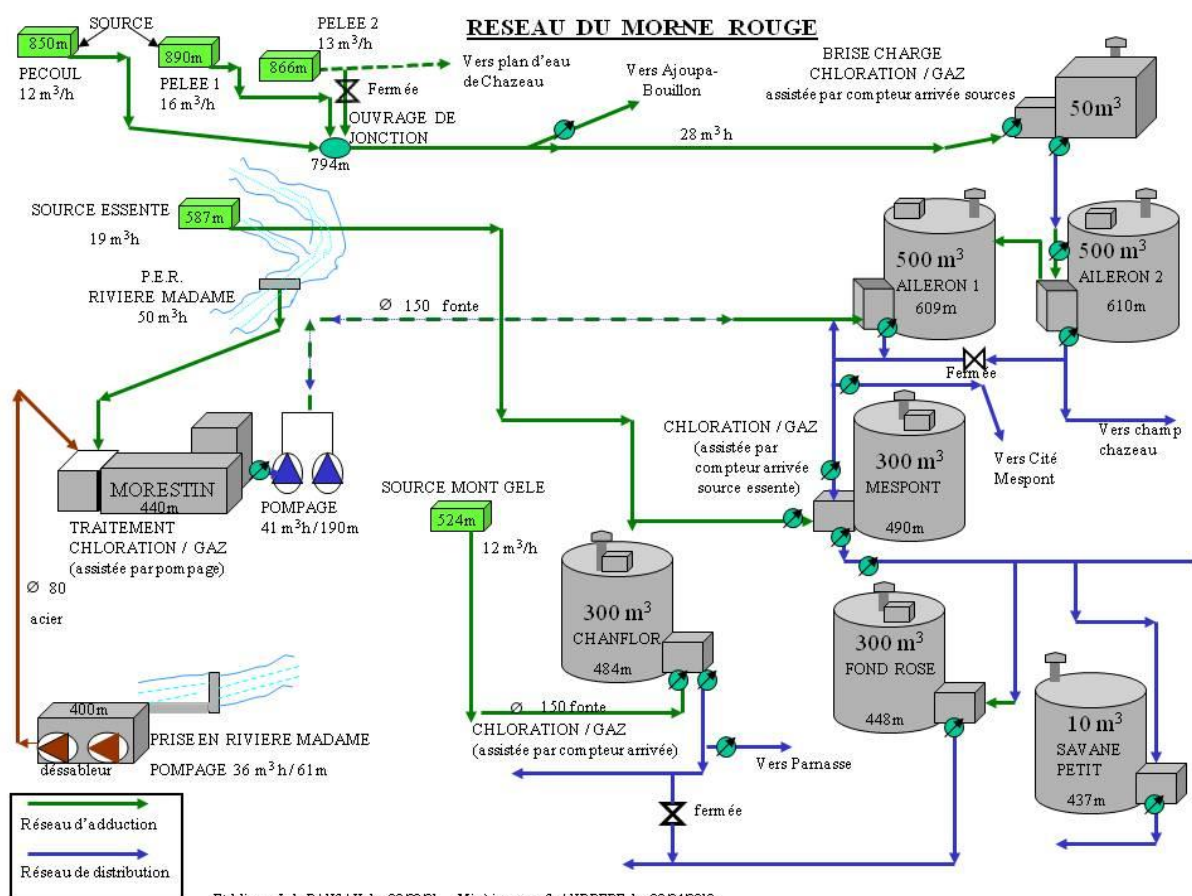 RESEAU DU MORNE ROUGE
SOURCE
850m
PECOUL
12 m³/h
890m
PELEE 1
16 m³/h
PELEE 2
13 m³/h
866m
Fermée
Vers plan d'eau
de Chazeau
Vers Ajoupa-
Bouillon
OUVRAGE DE
JONCTION
794m
28 m³h
BRISE CHARGE
CHLORATION / GAZ
assistée par compteur arrivée sources
50m³
SOURCE ESSENTE
587m
19 m³h
P.E.R.
RIVIERE MADAME
50 m³h
Ø 150 fonte
500 m³
AILERON 1
609m
500 m³
AILERON 2
610m
Fermée
Vers champ
chazeau
Vers Cité
Mespont
CHLORATION / GAZ
(assistée par
compteur arrivée
source essente)
300 m³
MESPONT
490m
MORESTIN
440m
TRAITEMENT
CHLORATION / GAZ
(assistée par pompage)
POMPAGE
41 m³h/190m
SOURCE MONT GELE
524m
12 m³/h
300 m³
CHANFLOR
484m
Ø 150 fonte
CHLORATION / GAZ
(assistée par compteur arrivée)
Vers Parnasse
fermée
300 m³
FOND ROSE
448m
10 m³
SAVANE
PETIT
437m
Ø 80
acier
400m
déssableur
PRISE EN RIVIERE MADAME
POMPAGE 36 m³h/61m
Réseau d'adduction
Réseau de distribution